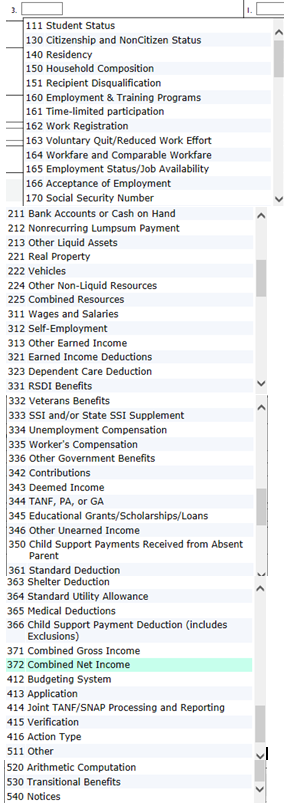 3.
1.
111 Student Status
130 Citizenship and NonCitizen Status
140 Residency
150 Household Composition
151 Recipient Disqualification
160 Employment & Training Programs
161 Time-limited participation
162 Work Registration
163 Voluntary Quit/Reduced Work Effort
164 Workfare and Comparable Workfare
165 Employment Status/Job Availability
166 Acceptance of Employment
170 Social Security Number
211 Bank Accounts or Cash on Hand
212 Nonrecurring Lumpsum Payment
213 Other Liquid Assets
221 Real Property
222 Vehicles
224 Other Non-Liquid Resources
225 Combined Resources
311 Wages and Salaries
312 Self-Employment
313 Other Earned Income
321 Earned Income Deductions
323 Dependent Care Deduction
331 RSDI Benefits
332 Veterans Benefits
333 SSI and/or State SSI Supplement
334 Unemployment Compensation
335 Worker's Compensation
336 Other Government Benefits
342 Contributions
343 Deemed Income
344 TANF, PA, or GA
345 Educational Grants/Scholarships/Loans
346 Other Unearned Income
350 Child Support Payments Received from Absent
Parent
361 Standard Deduction
363 Shelter Deduction
364 Standard Utility Allowance
365 Medical Deductions
366 Child Support Payment Deduction (includes
Exclusions)
371 Combined Gross Income
372 Combined Net Income
412 Budgeting System
413 Application
414 Joint TANF/SNAP Processing and Reporting
415 Verification
416 Action Type
511 Other
520 Arithmetic Computation
530 Transitional Benefits
540 Notices